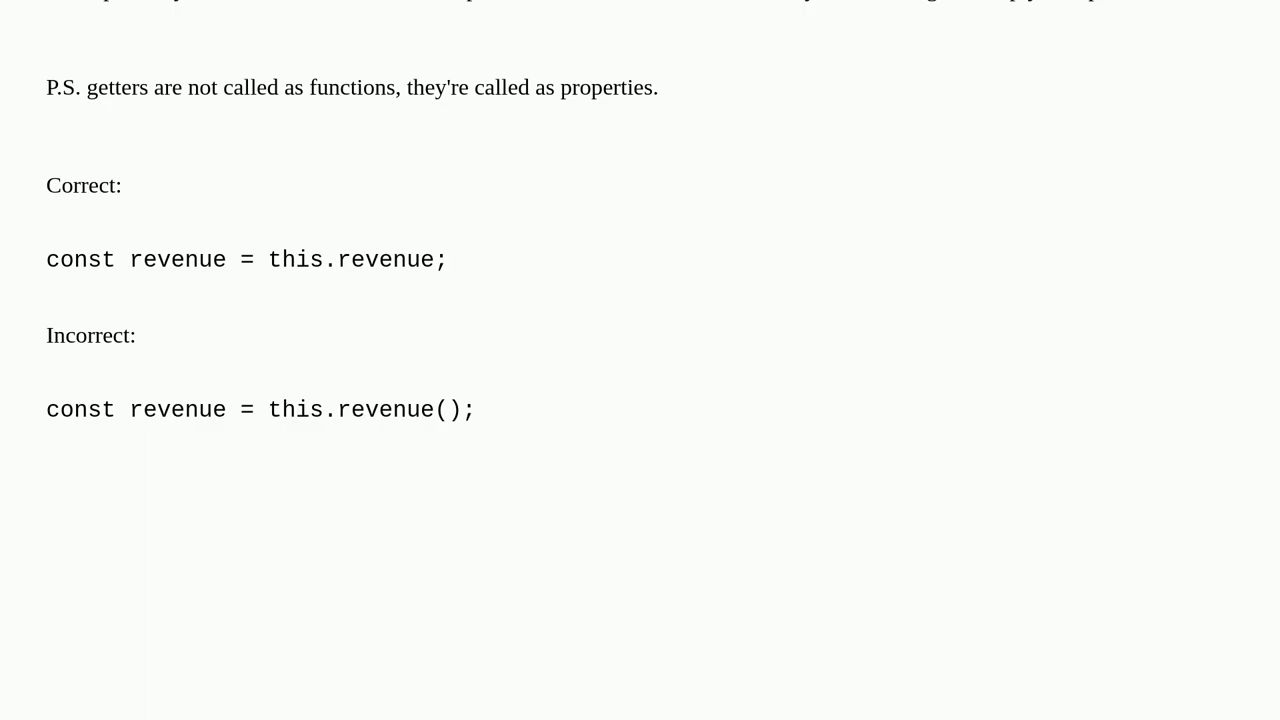 P.S. getters are not called as functions, they're called as properties.
Correct:
const revenue = this.revenue;
Incorrect:
const revenue = this.revenue();